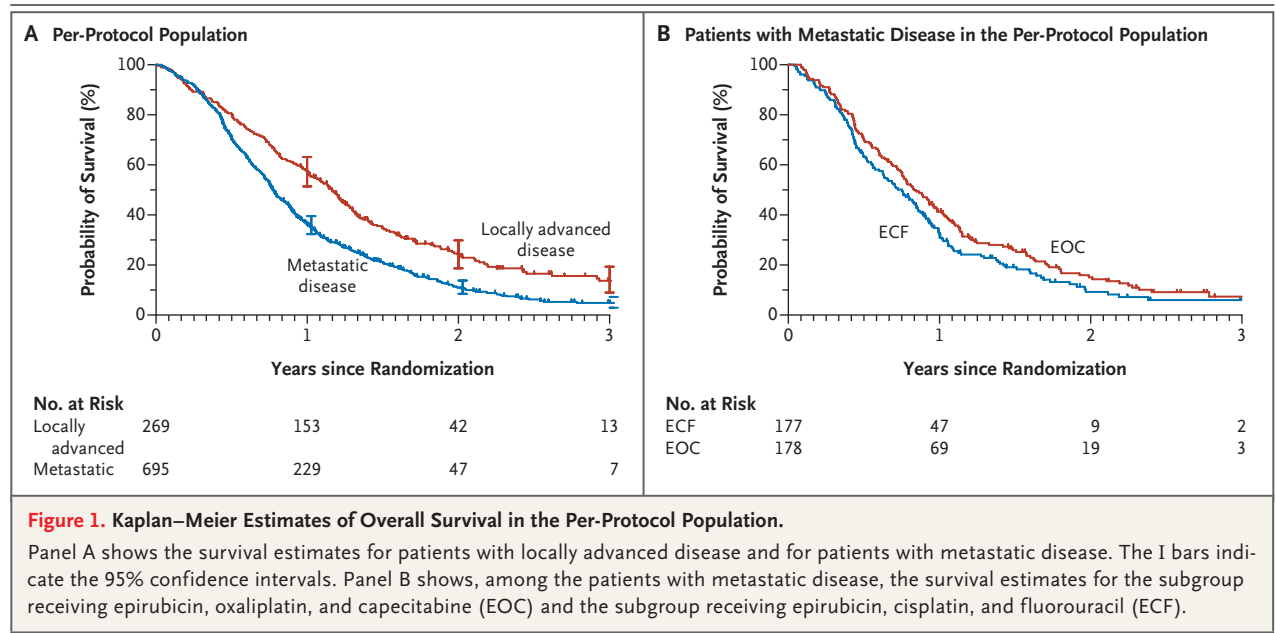 A Per-Protocol Population
100
80
60
40
20
0
Probability of Survival (%)
Locally advanced
disease
Metastatic
disease
0 1 2 3
Years since Randomization
No. at Risk
Locally 269 153 42 13
advanced
Metastatic 695 229 47 7
B Patients with Metastatic Disease in the Per-Protocol Population
100
80
60
40
20
0
Probability of Survival (%)
ECF
EOC
0 1 2 3
Years since Randomization
No. at Risk
ECF 177 47 9 2
EOC 178 69 19 3
Figure 1. Kaplan–Meier Estimates of Overall Survival in the Per-Protocol Population.
Panel A shows the survival estimates for patients with locally advanced disease and for patients with metastatic disease. The I bars indi-
cate the 95% confidence intervals. Panel B shows, among the patients with metastatic disease, the survival estimates for the subgroup
receiving epirubicin, oxaliplatin, and capecitabine (EOC) and the subgroup receiving epirubicin, cisplatin, and fluorouracil (ECF).